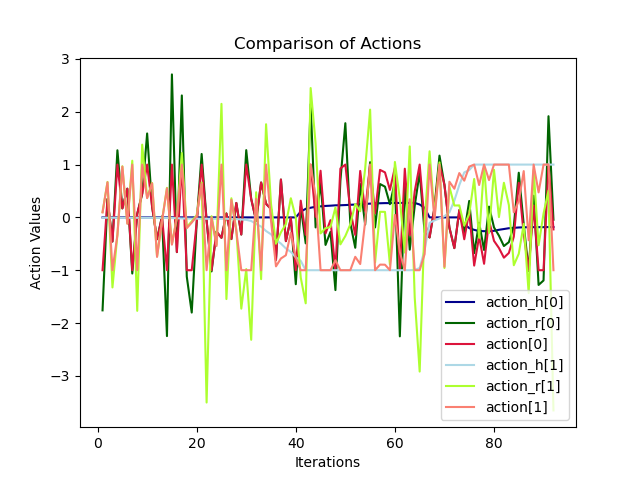 Comparison of Actions
Action Values
3
2
1
0
−1
−2
−3
0
20
40
60
80
Iterations
action_h[0]
action_r[0]
action[0]
action_h[1]
action_r[1]
action[1]